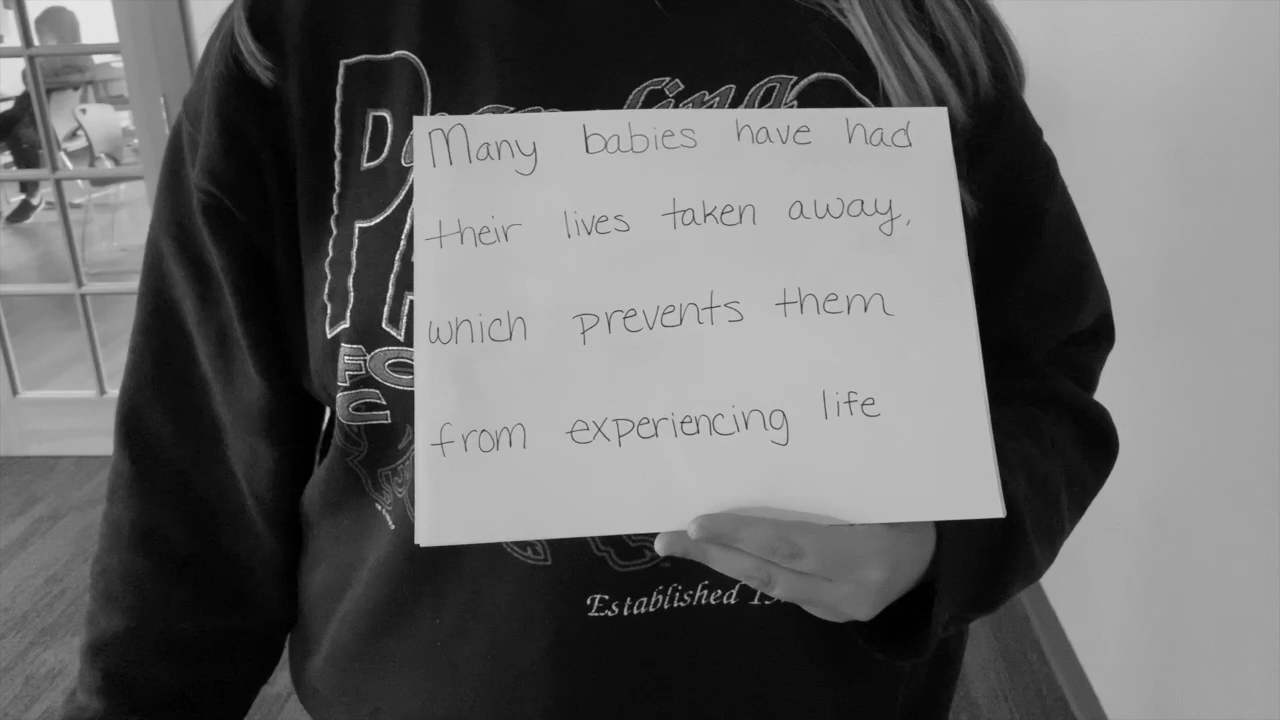 Many babies have had
their lives taken away,
which prevents them
from experiencing life
Established